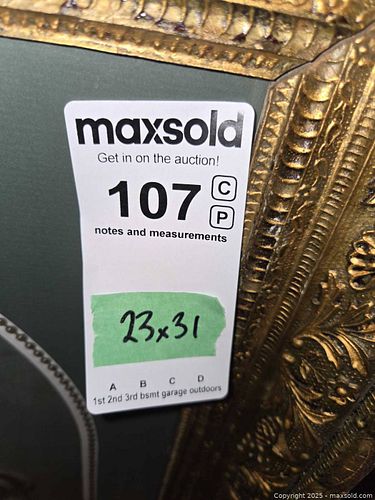 maxsold
Get in on the auction!
107 C
P
notes and measurements
23x31
A B C D
1st 2nd 3rd bsmt garage outdoors
Copyright 2025 - maxsold.com